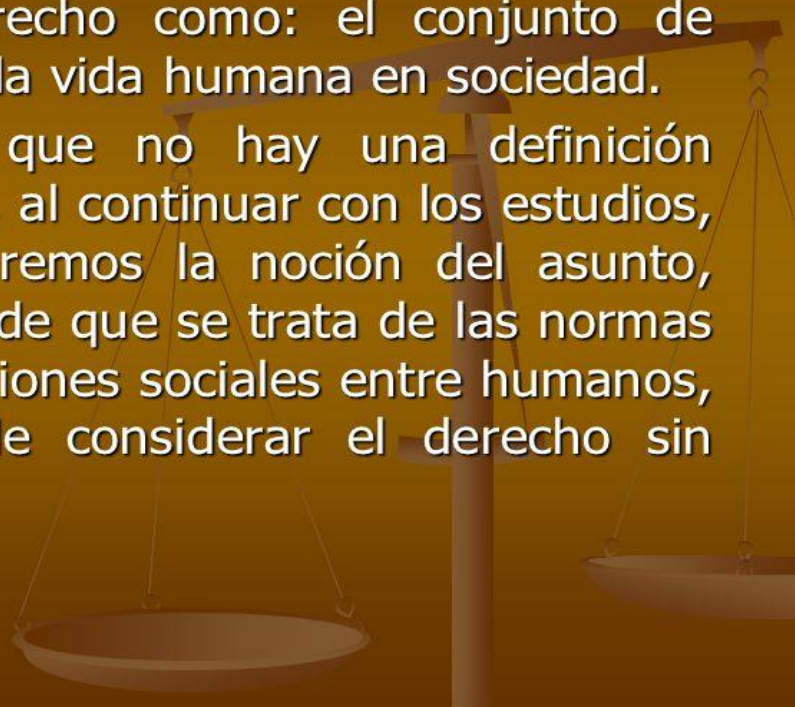 recho como: el conjunto de
la vida humana en sociedad.
que no hay una definición
al continuar con los estudios,
remos la noción del asunto,
de que se trata de las normas
iones sociales entre humanos,
le considerar el derecho sin